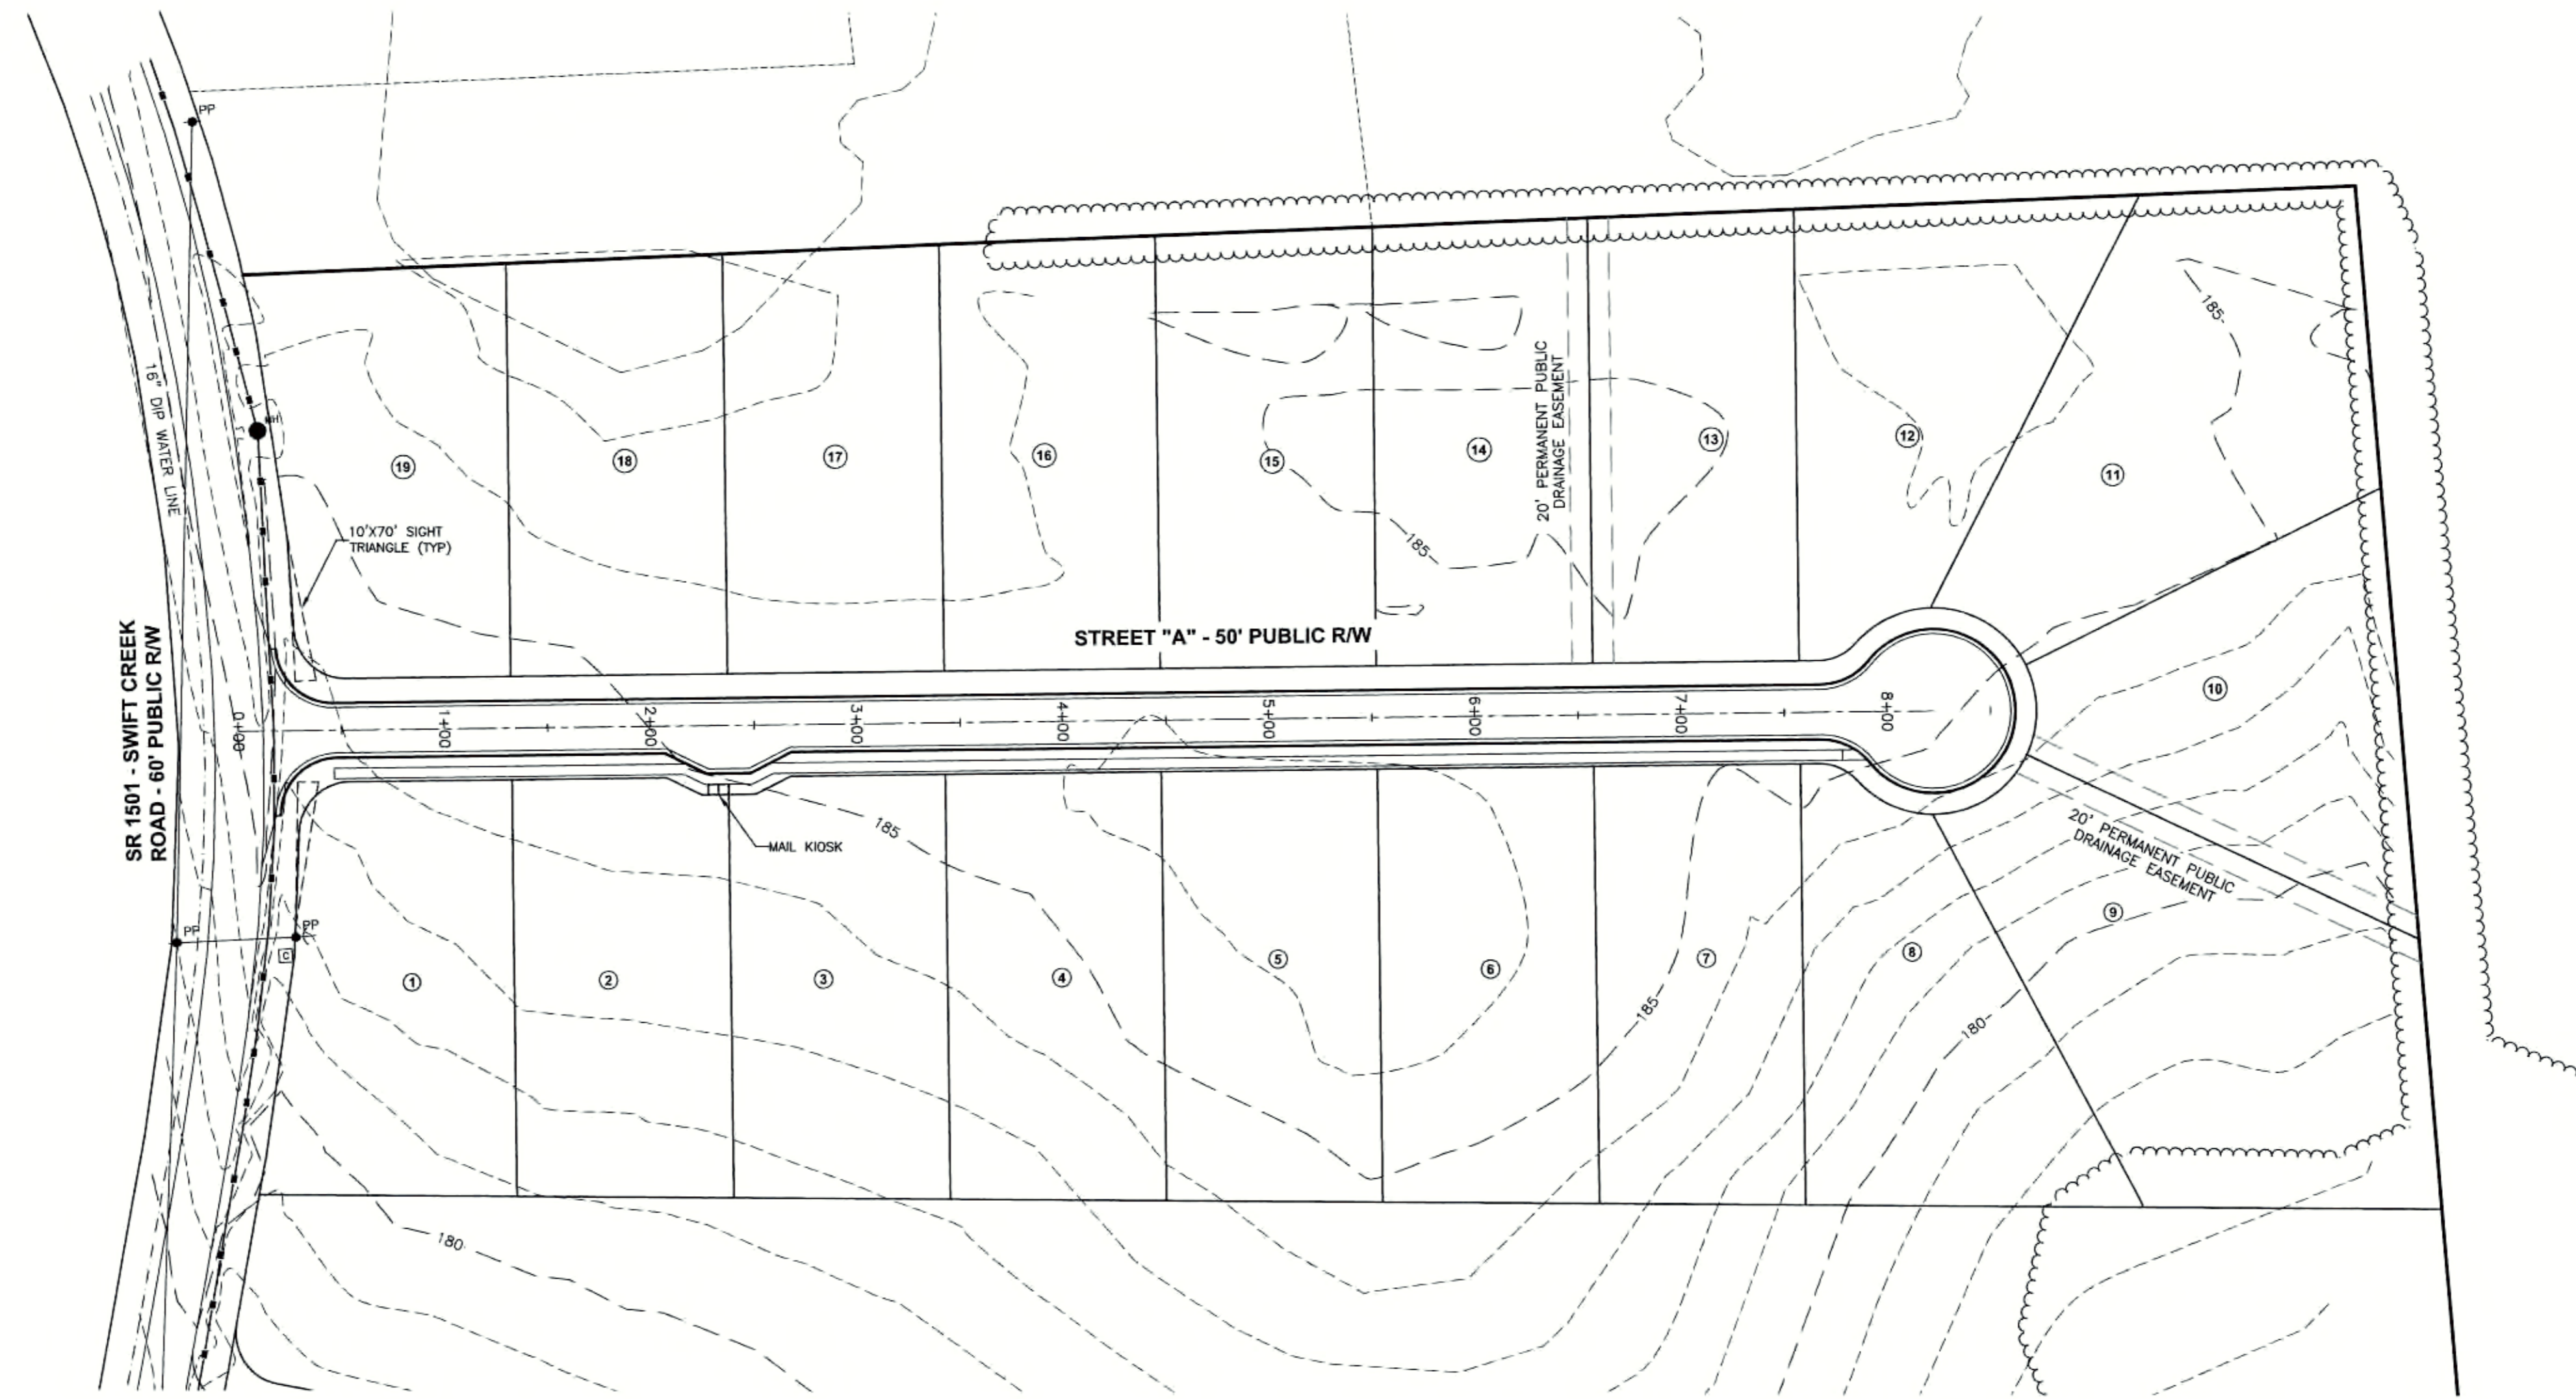 PP
185
16" DIP WATER LINE
MH
20' PERMANENT PUBLIC
DRAINAGE EASEMENT
19
18
17
16
15
14
13
12
11
10'X70' SIGHT
TRIANGLE (TYP)
185
SR 1501 - SWIFT CREEK
ROAD - 60' PUBLIC R/W
STREET "A" - 50' PUBLIC R/W
10
0+00
1+00
2+00
3+00
4+00
5+00
6+00
7+00
8+00
185
MAIL KIOSK
20' PERMANENT PUBLIC
DRAINAGE EASEMENT
PP
PP
C
1
2
3
4
5
6
7
8
9
185
180
180